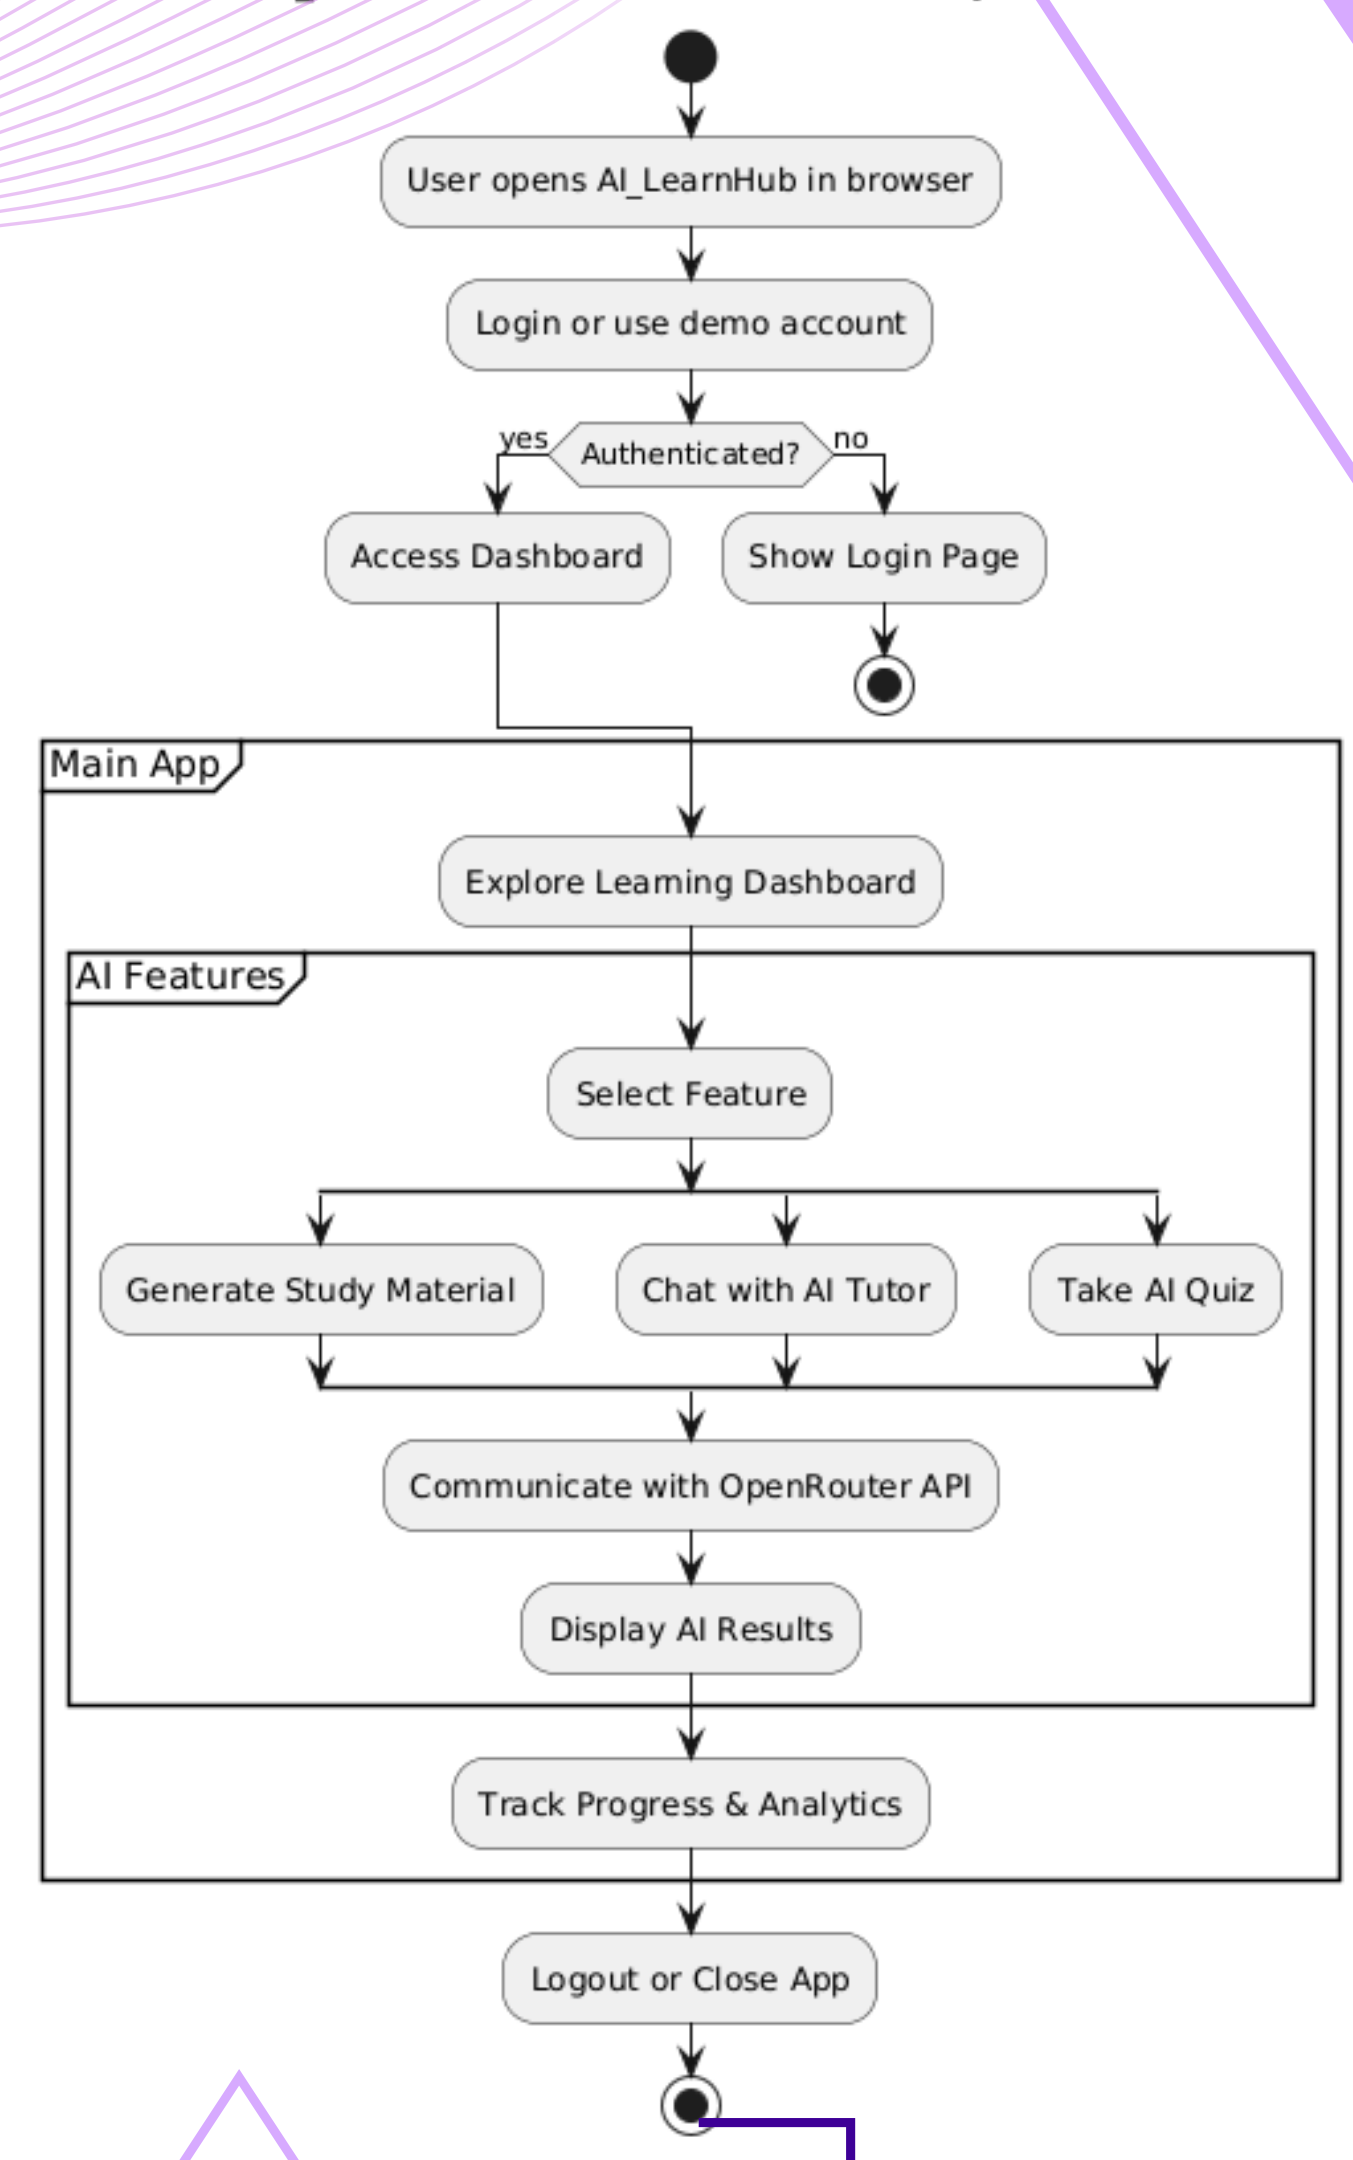 User opens AI_LearnHub in browser
Login or use demo account
yes
Authenticated?
no
Access Dashboard
Show Login Page
Main App
Explore Learning Dashboard
AI Features
Select Feature
Generate Study Material
Chat with AI Tutor
Take AI Quiz
Communicate with OpenRouter API
Display AI Results
Track Progress & Analytics
Logout or Close App